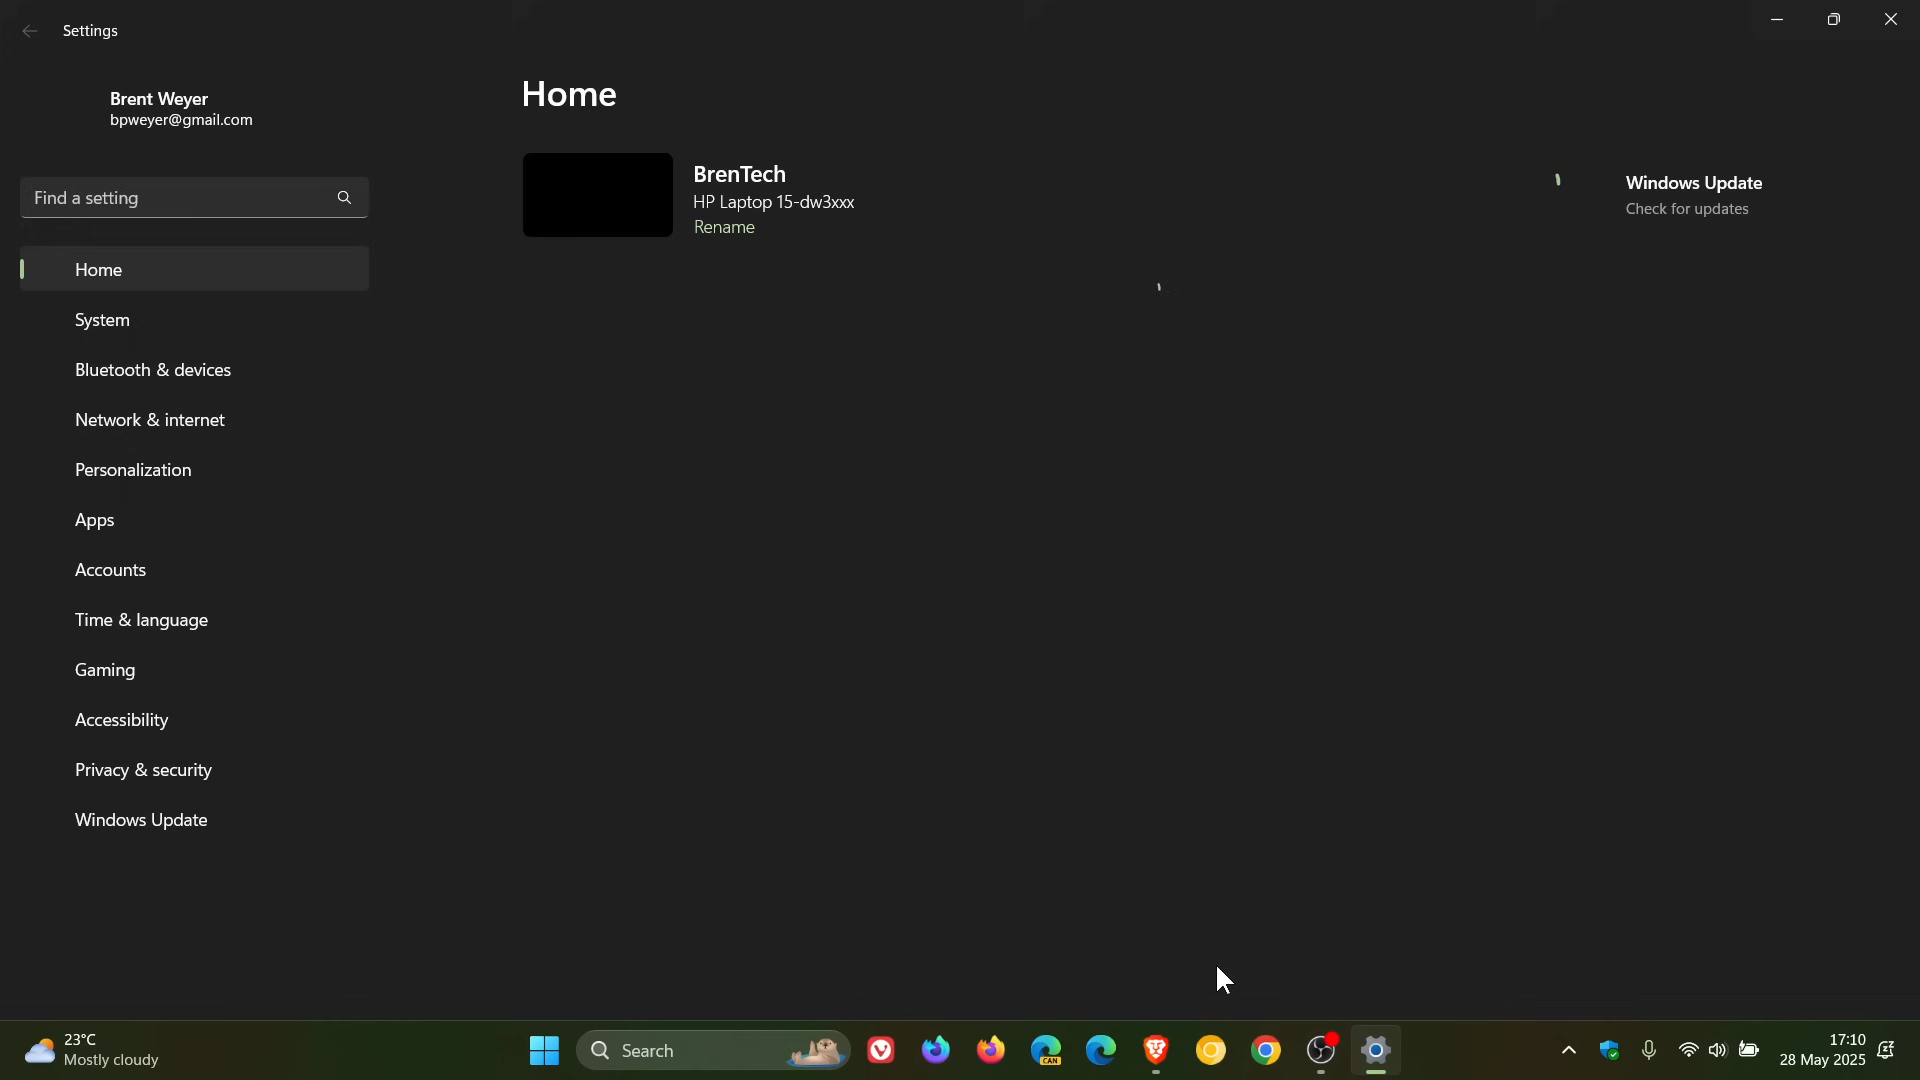 Settings
Brent Weyer
bpweyer@gmail.com
Find a setting
Home
System
Bluetooth & devices
Network & internet
Personalization
Apps
Accounts
Time & language
Gaming
Accessibility
Privacy & security
Windows Update
Home
BrenTech
HP Laptop 15-dw3xxx
Rename
Windows Update
Check for updates
23°C
Mostly cloudy
Search
CAN
17:10
28 May 2025